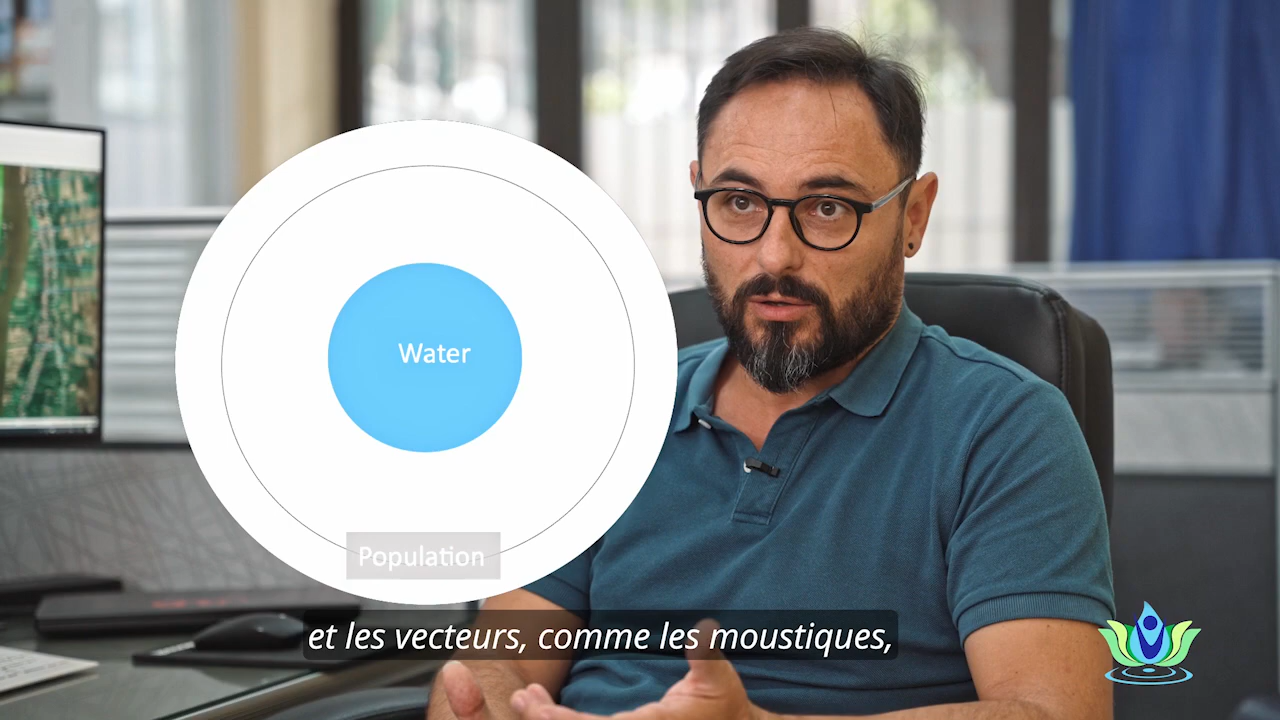 Water
Population
et les vecteurs, comme les moustiques,